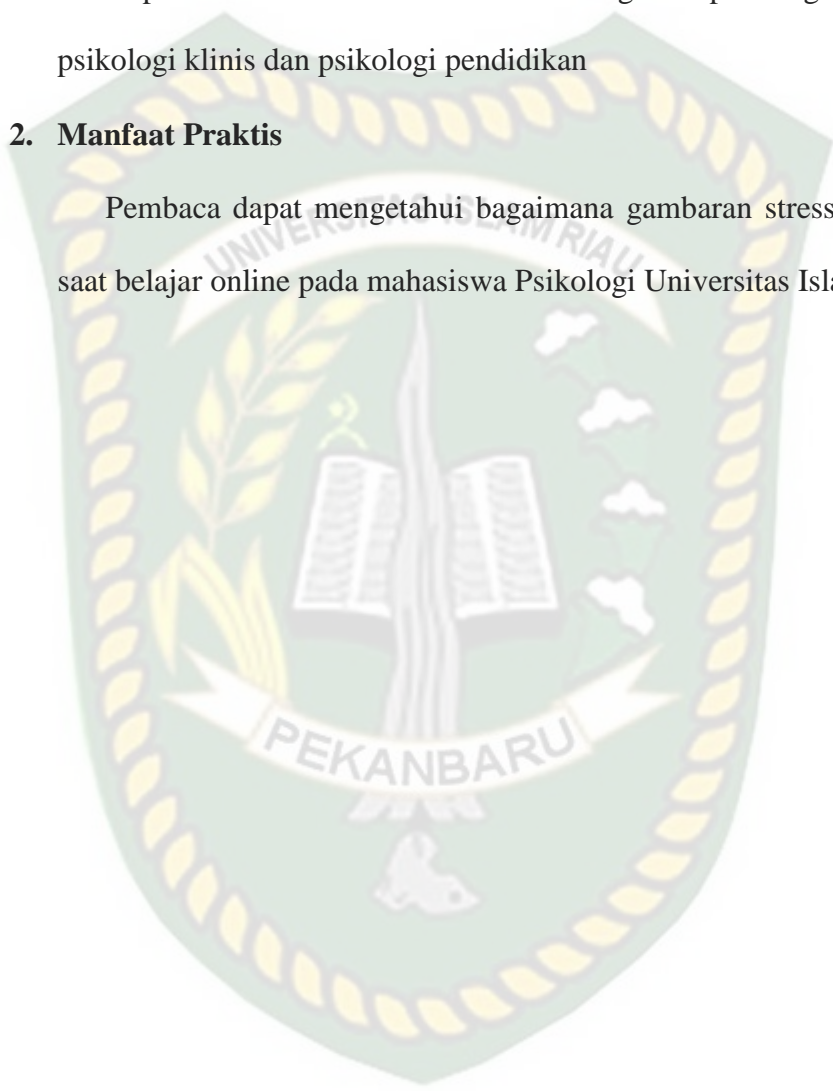 psikologi klinis dan psikologi pendidikan
2. Manfaat Praktis
Pembaca dapat mengetahui bagaimana gambaran stress
UNIVERSITAS ISLAM RIAU
saat belajar online pada mahasiswa Psikologi Universitas
PEKANBARU